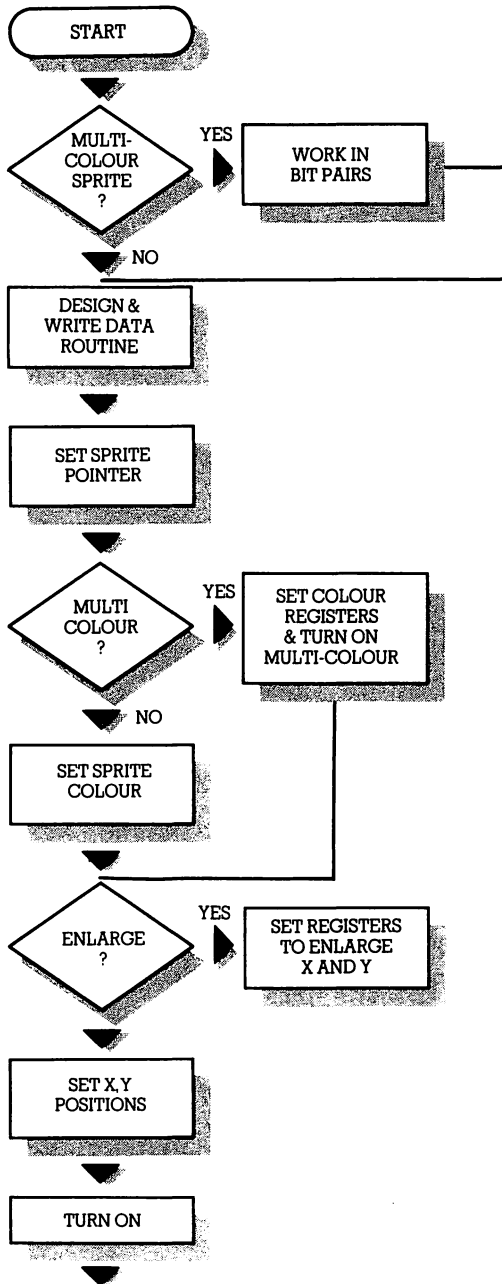 START
MULTI-
COLOUR
SPRITE
?
YES
WORK IN
BIT PAIRS
NO
DESIGN &
WRITE DATA
ROUTINE
SET SPRITE
POINTER
MULTI
COLOUR
?
YES
SET COLOUR
REGISTERS
& TURN ON
MULTI-COLOUR
NO
SET SPRITE
COLOUR
ENLARGE
?
YES
SET REGISTERS
TO ENLARGE
X AND Y
SET X,Y
POSITIONS
TURN ON